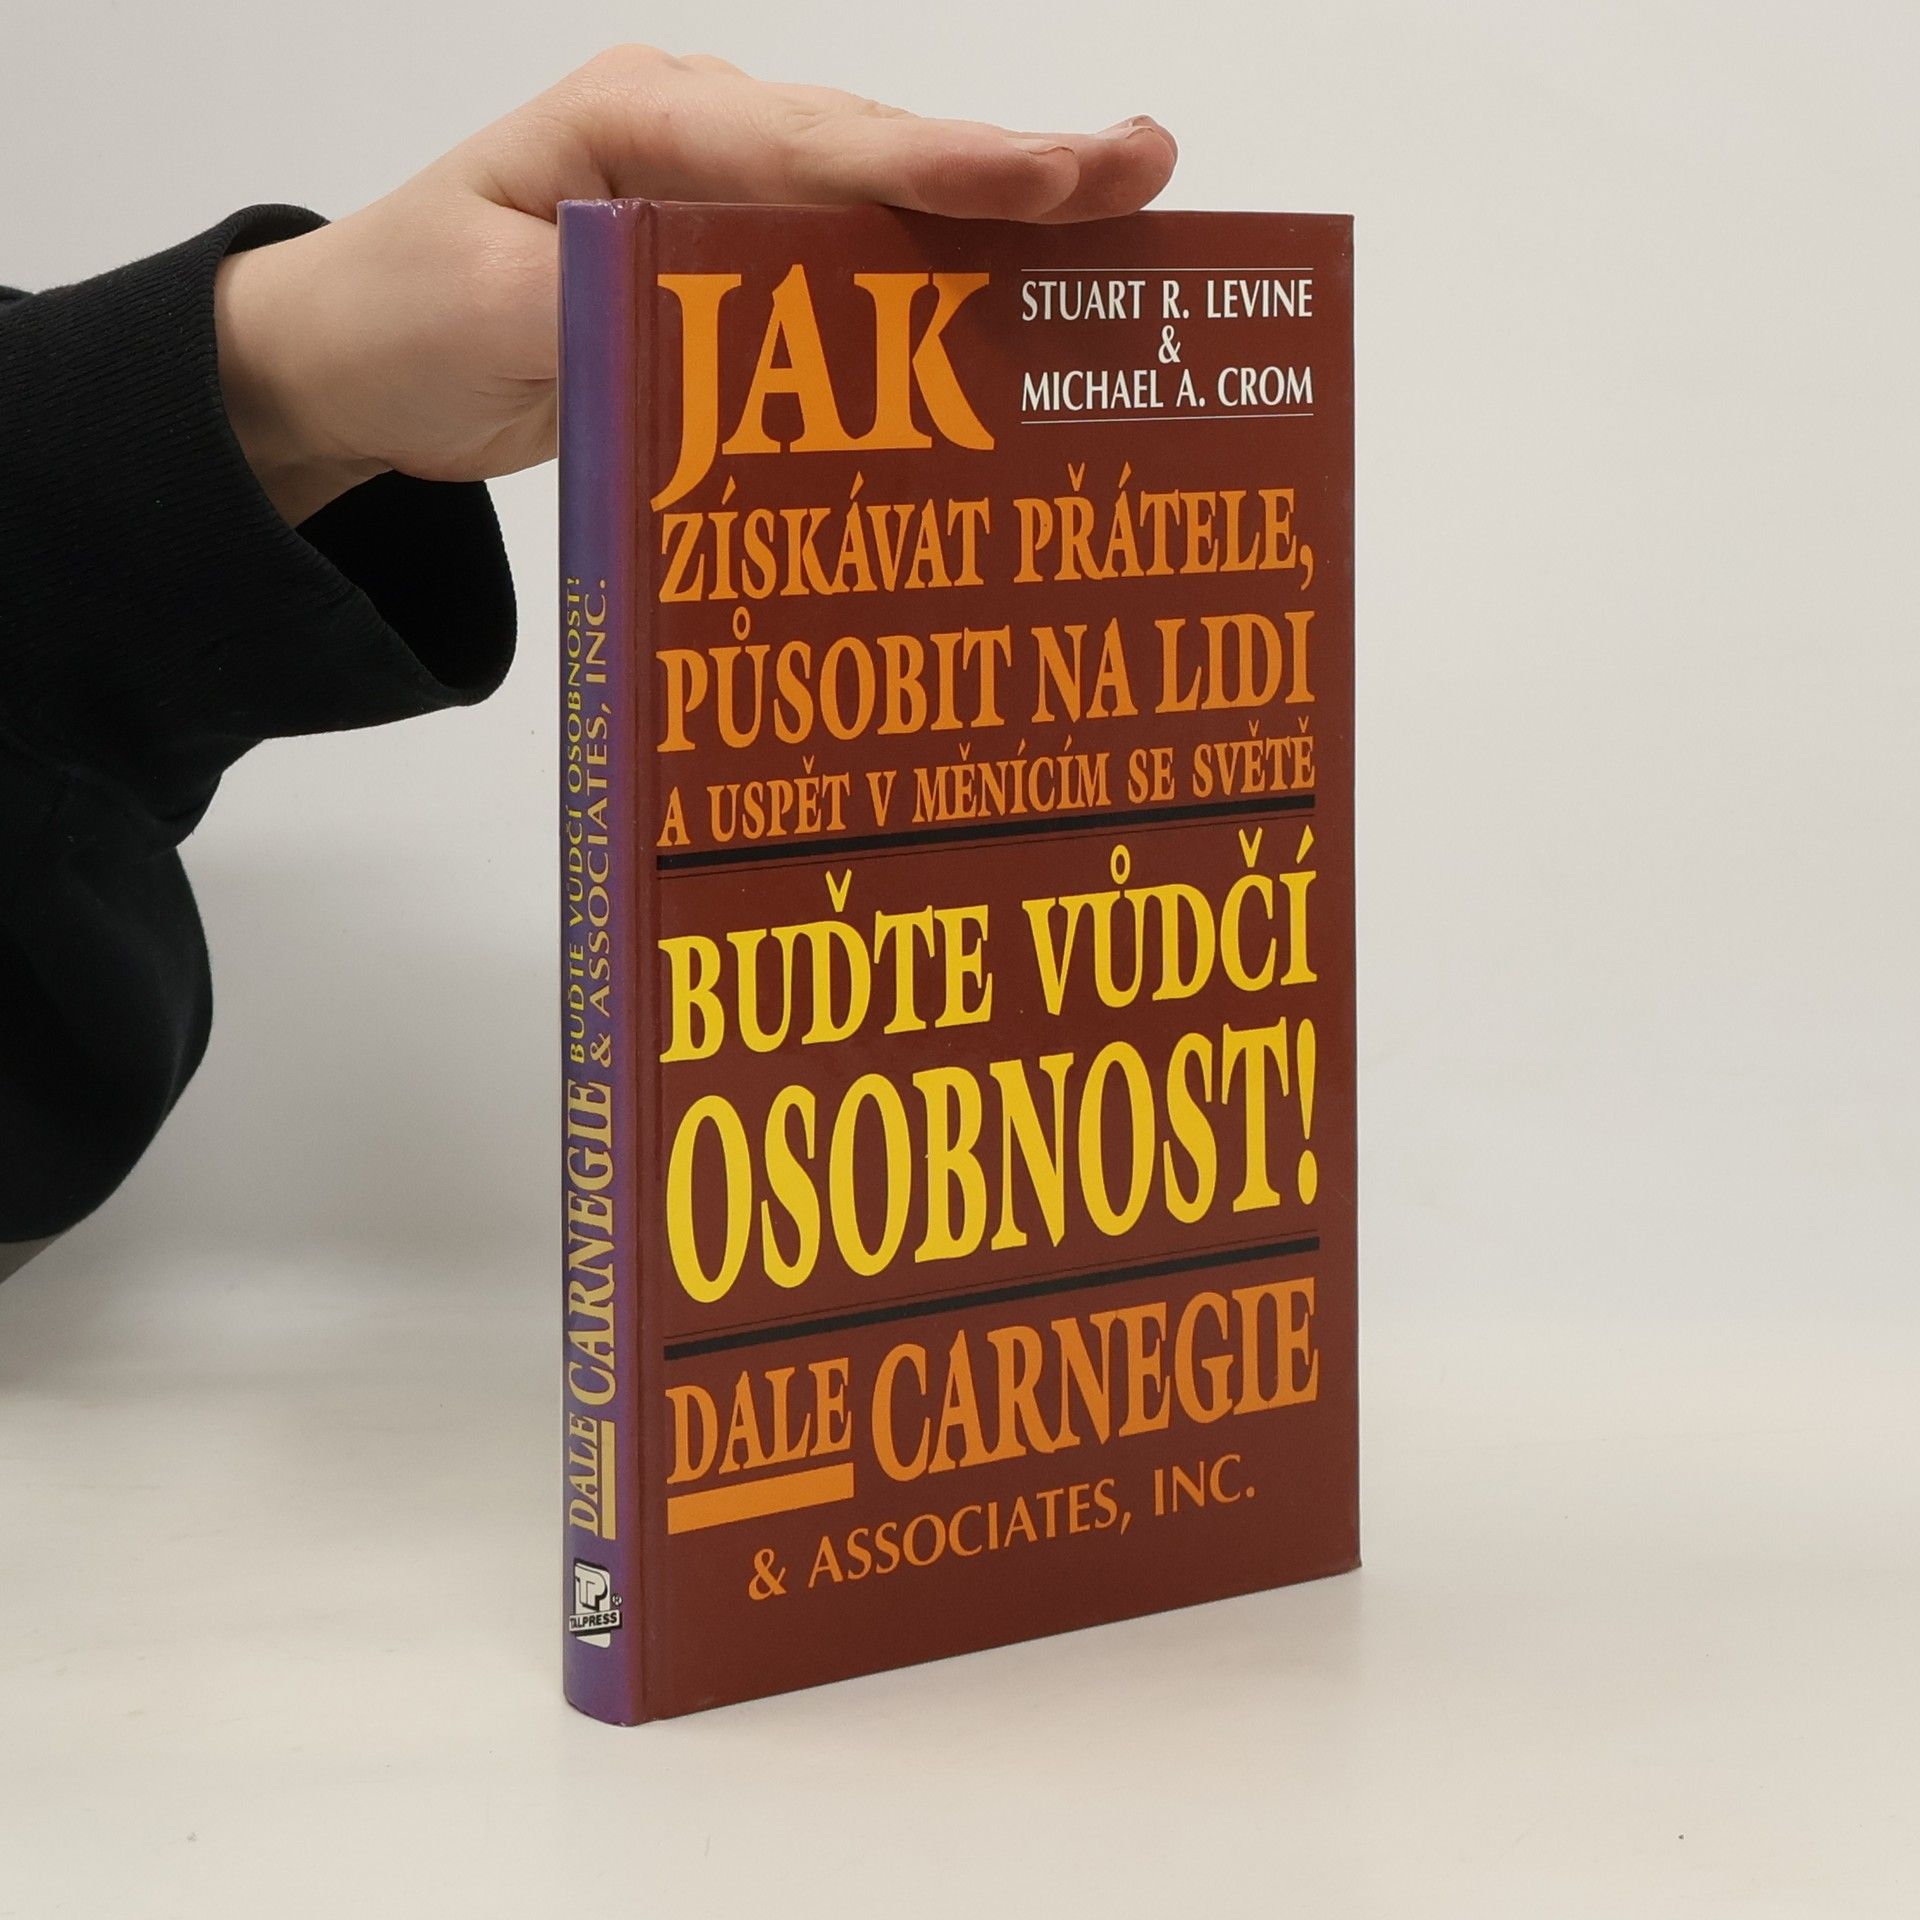 JAK
STUART R. LEVINE
&
MICHAEL A. CROM
ZÍSKÁVAT PŘÁTELE,
PŮSOBIT NA LIDI
A USPĚT V MĚNÍCÍM SE SVĚTĚ
BUĎTE VŮDČÍ
OSOBNOST!
DALE CARNEGIE
& ASSOCIATES, INC.
DALE CARNEGIE BUĎTE VŮDČÍ OSOBNOST!
& ASSOCIATES, INC.
TP
TALPRESS ®